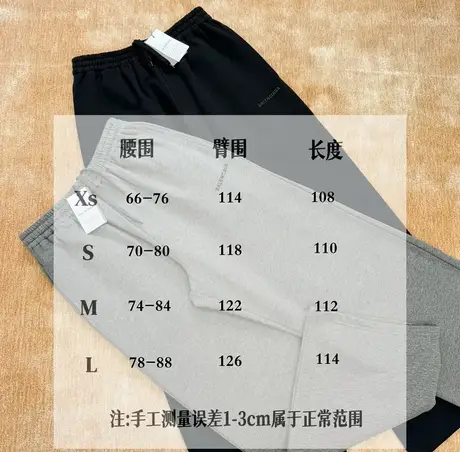 腰围 臂围 长度
Xs 66-76 114 108
S 70-80 118 110
M 74-84 122 112
L 78-88 126 114
注:手工测量误差1-3cm属于正常范围
BALENCIAGA